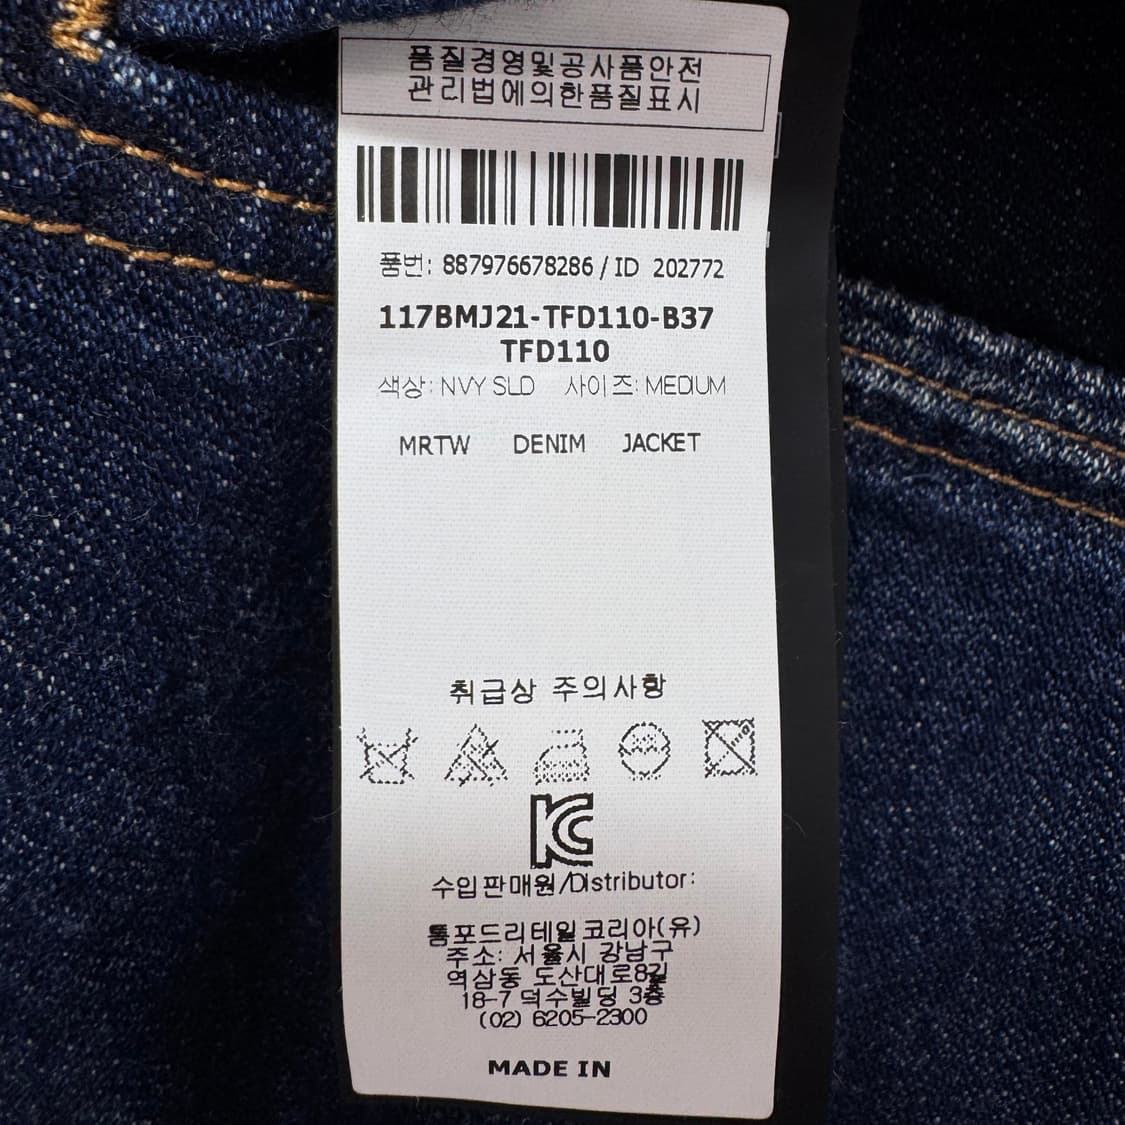 품질경영및공사품안전
관리법에의한품질표시
품번: 887976678286 / ID 202772
117BMJ21-TFD110-B37
TFD110
색상: NVY SLD 사이즈: MEDIUM
MRTW DENIM JACKET
취급상 주의사항
KC
수입판매원/Distributor:
톰포드리테일코리아(유)
주소: 서울시 강남구
역삼동 도산대로8길
18-7 덕수빌딩 3층
(02) 6205-2300
MADE IN